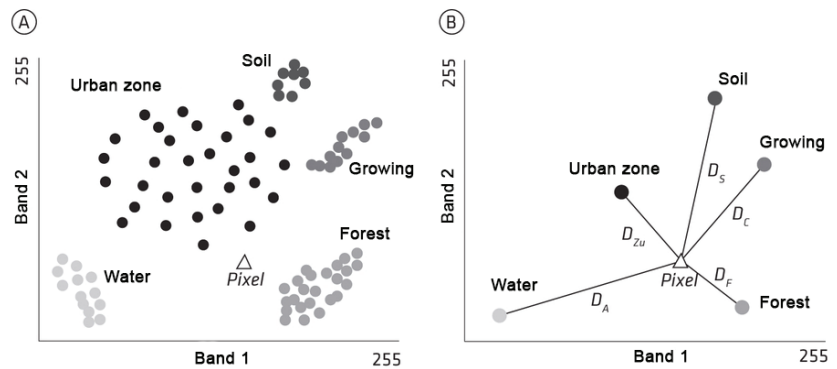 A
255
Soil
Urban zone
Growing
Band 2
Forest
Water
Pixel
Band 1
255
B
255
Soil
Growing
Urban zone
D_S
Band 2
D_C
D_Zu
Water
Pixel
D_F
D_A
Forest
Band 1
255